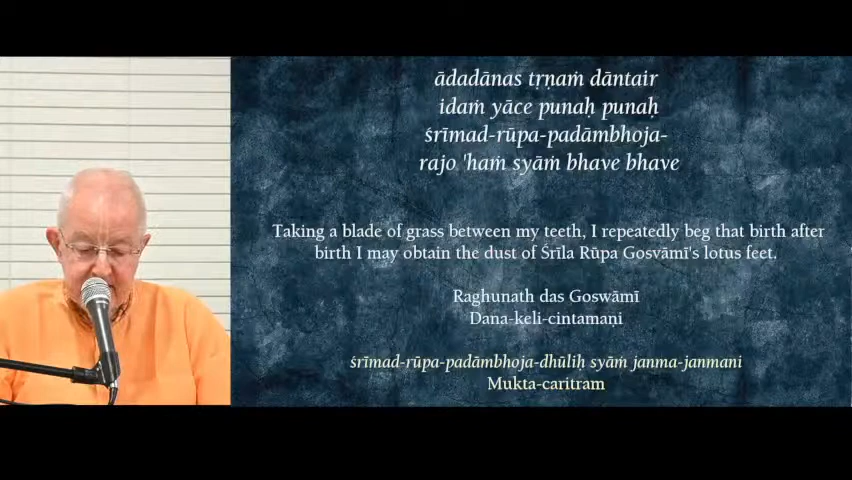 ādadānas tṛṇaṁ dāntair
idaṁ yāce punaḥ punaḥ
śrīmad-rūpa-padāmbhoja-
rajo 'haṁ syāṁ bhave bhave
Taking a blade of grass between my teeth, I repeatedly beg that birth after
birth I may obtain the dust of Śrīla Rūpa Gosvāmī's lotus feet.
Raghunath das Goswāmī
Dana-keli-cintamaṇi
śrīmad-rūpa-padāmbhoja-dhūliḥ syāṁ janma-janmani
Mukta-caritram